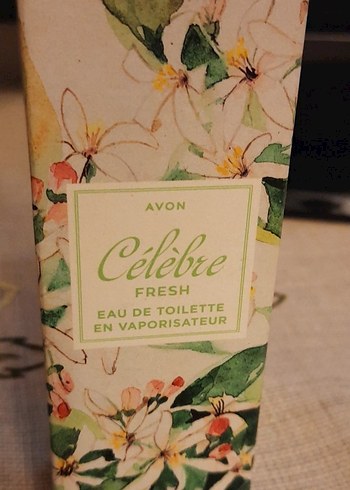 AVON
Célèbre
FRESH
EAU DE TOILETTE
EN VAPORISATEUR